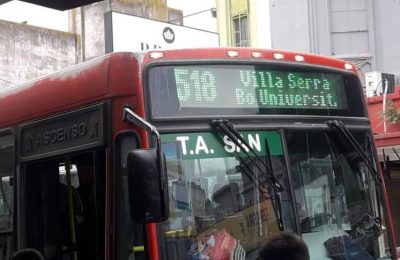 518
Villa Serra
Bo Universit.
ASCENSO
T.A. SAN